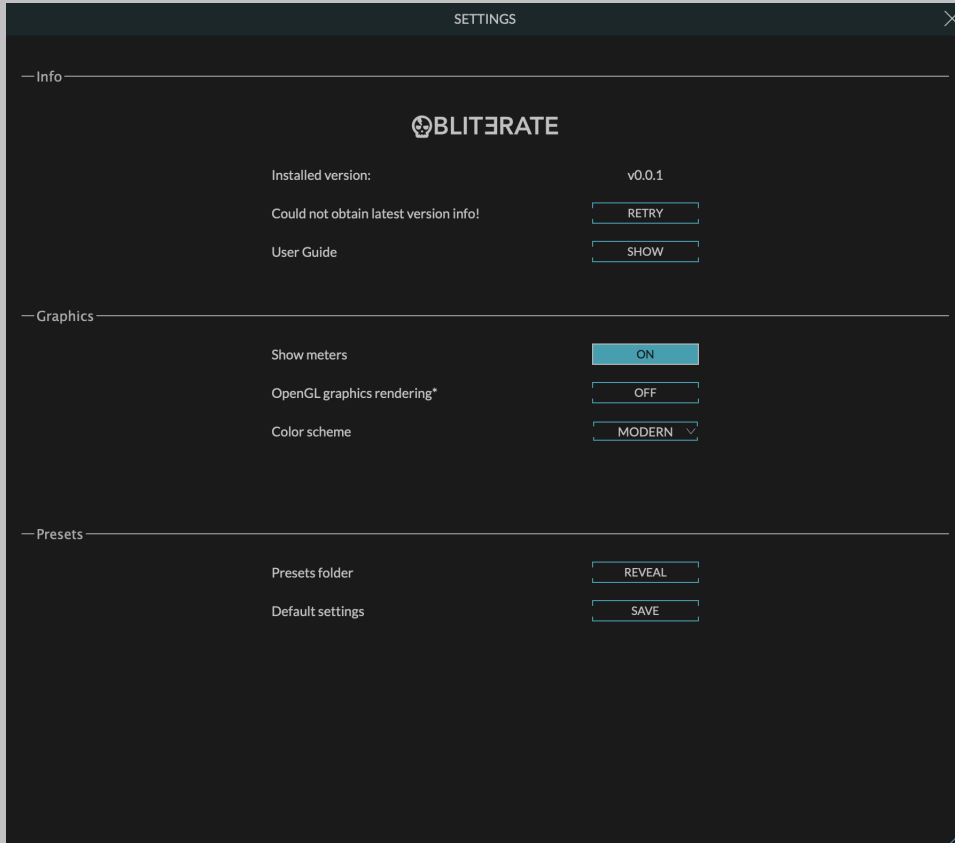 SETTINGS
Info
OBLITERATE
Installed version: v0.0.1
Could not obtain latest version info! RETRY
User Guide SHOW
Graphics
Show meters ON
OpenGL graphics rendering* OFF
Color scheme MODERN
Presets
Presets folder REVEAL
Default settings SAVE